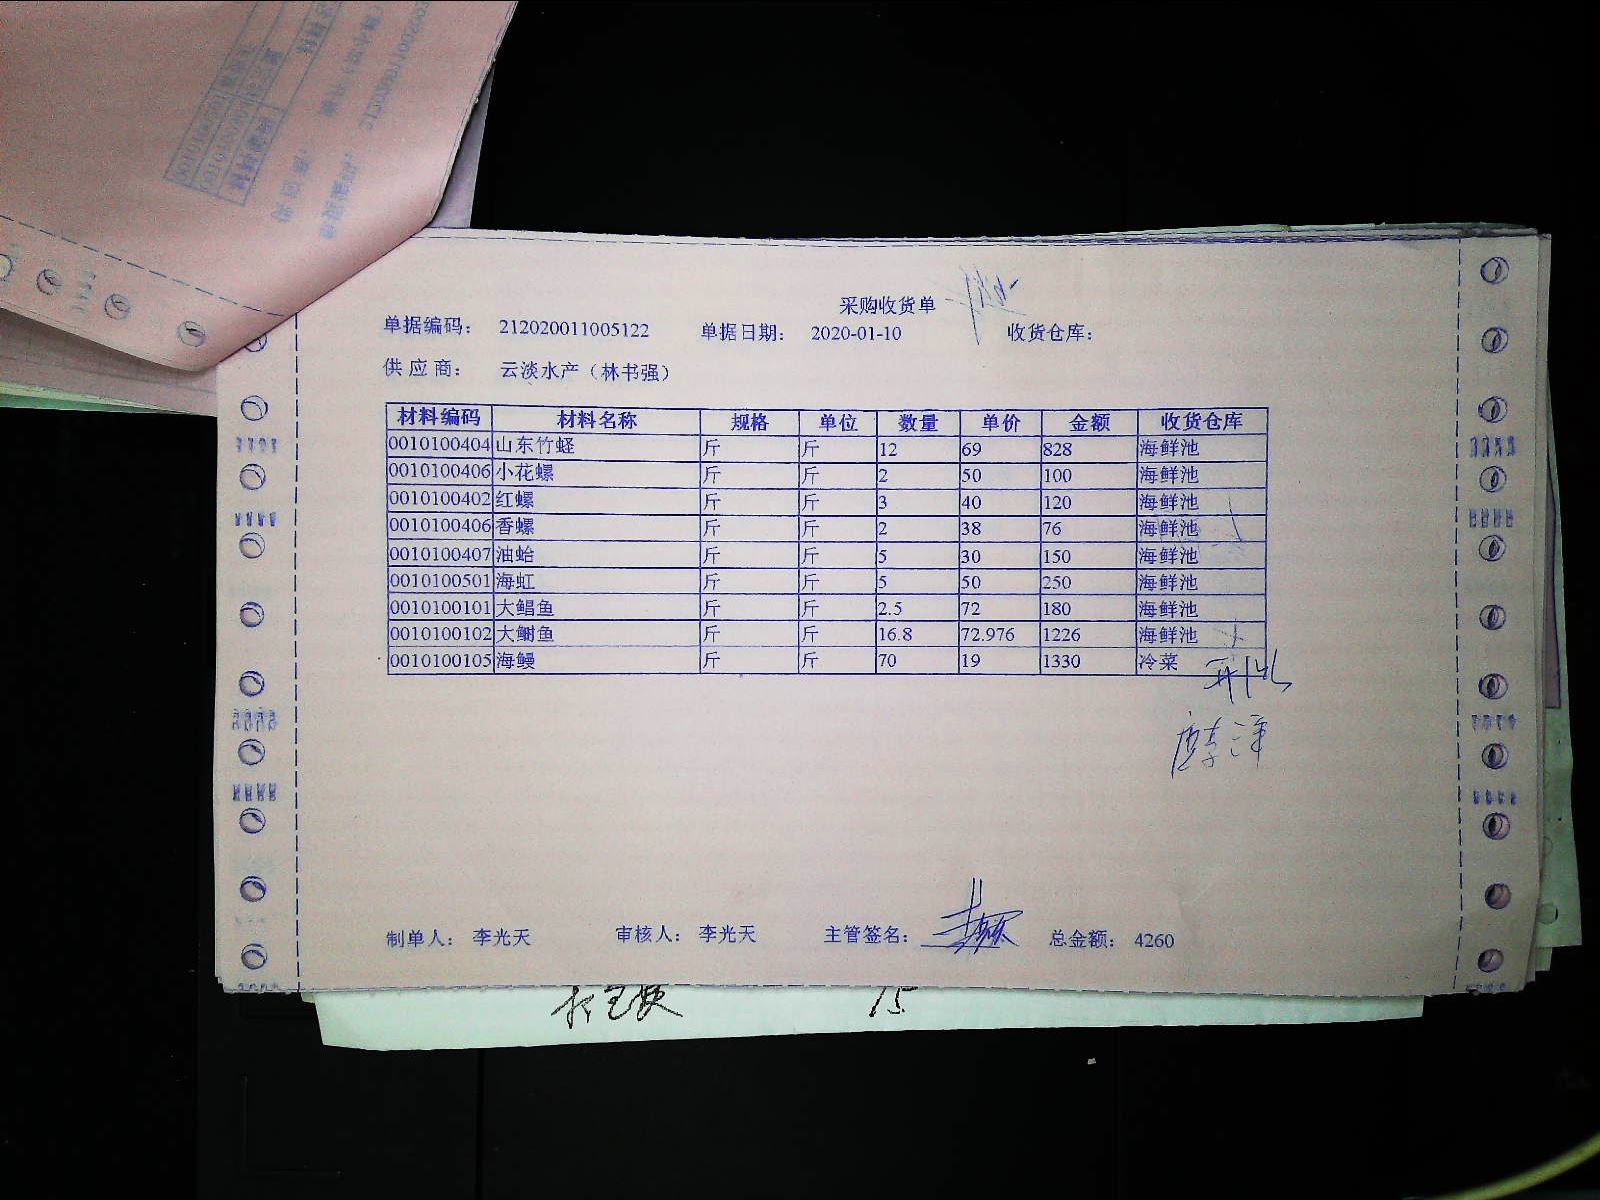 采购收货单
单据编码： 212020011005122 单据日期： 2020-01-10 收货仓库：
供应商： 云淡水产（林书强）
材料编码 材料名称 规格 单位 数量 单价 金额 收货仓库
0010100404 山东竹蛏 斤 斤 12 69 828 海鲜池
0010100406 小花螺 斤 斤 2 50 100 海鲜池
0010100402 红螺 斤 斤 3 40 120 海鲜池
0010100406 香螺 斤 斤 2 38 76 海鲜池
0010100407 油蛤 斤 斤 5 30 150 海鲜池
0010100501 海虹 斤 斤 5 50 250 海鲜池
0010100101 大鲳鱼 斤 斤 2.5 72 180 海鲜池
0010100102 大鲥鱼 斤 斤 16.8 72.976 1226 海鲜池
0010100105 海鳗 斤 斤 70 19 1330 冷菜
制单人： 李光天 审核人： 李光天 主管签名： 总金额： 4260
15